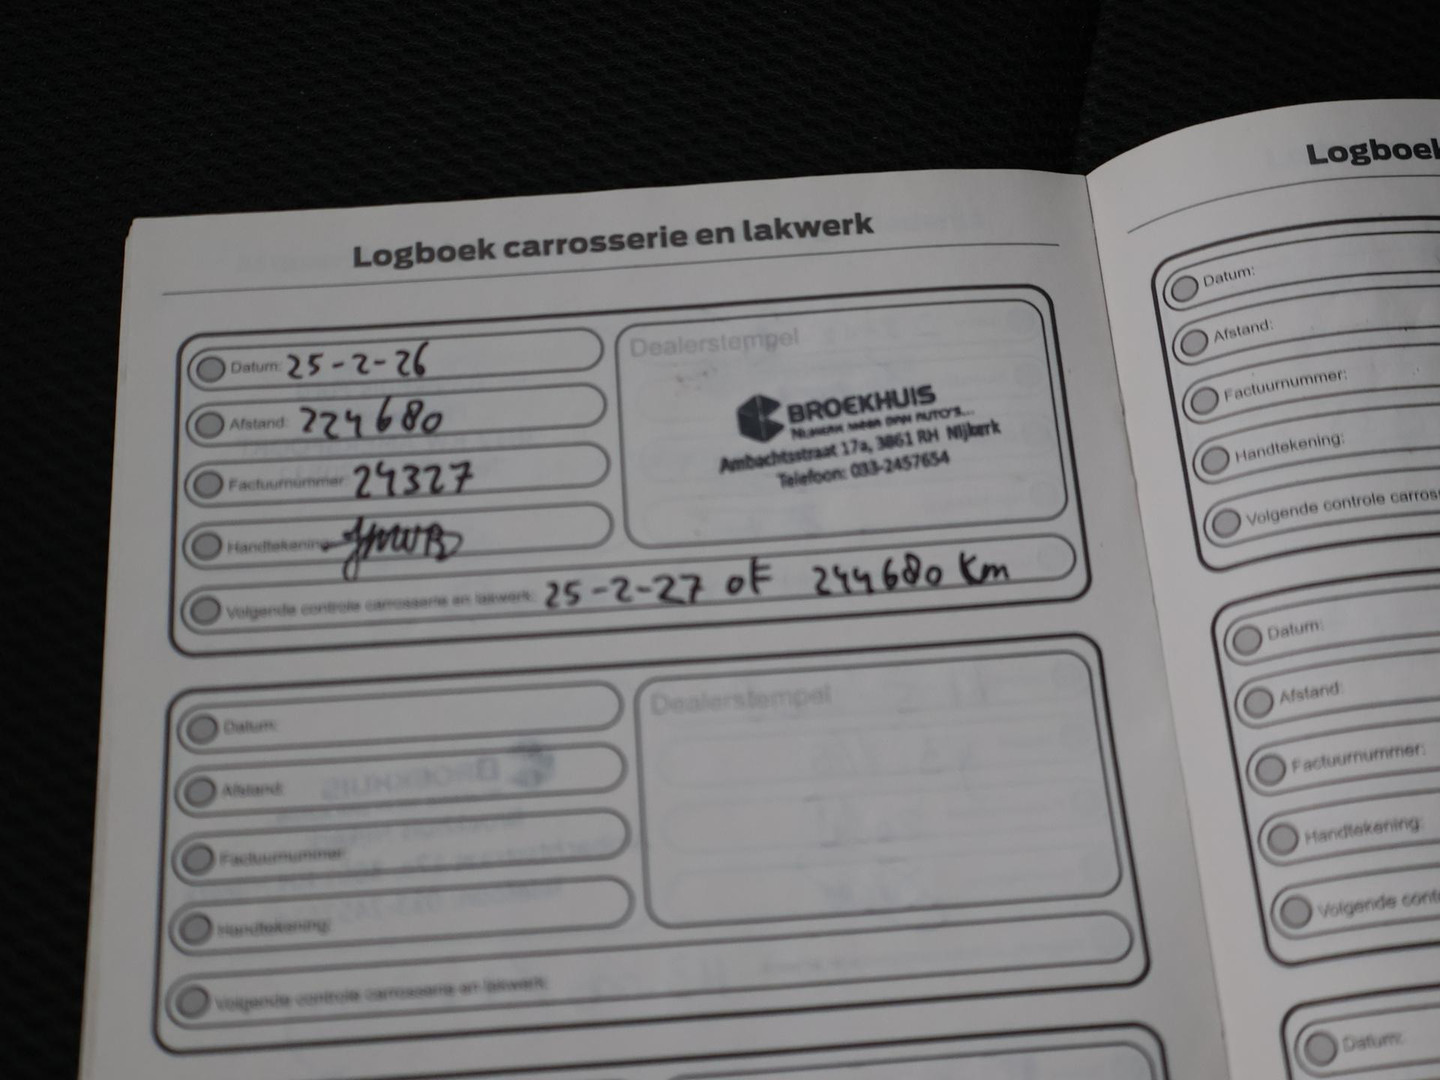 Logboek carrosserie en lakwerk
Datum: 25-2-26
Afstand: 224680
Factuurnummer: 24327
Handtekening:
Dealerstempel
BROEKHUIS
Ambachtsstraat 17a, 3861 RH Nijkerk
Telefoon: 033-2457654
Volgende controle carrosserie en lakwerk: 25-2-27 of 244680 km
Datum:
Afstand:
Factuurnummer:
Handtekening:
Dealerstempel
Volgende controle carrosserie en lakwerk:
Logboek
Datum:
Afstand:
Factuurnummer:
Handtekening:
Volgende controle carros
Datum:
Afstand:
Factuurnummer:
Handtekening:
Volgende cont
Datum: